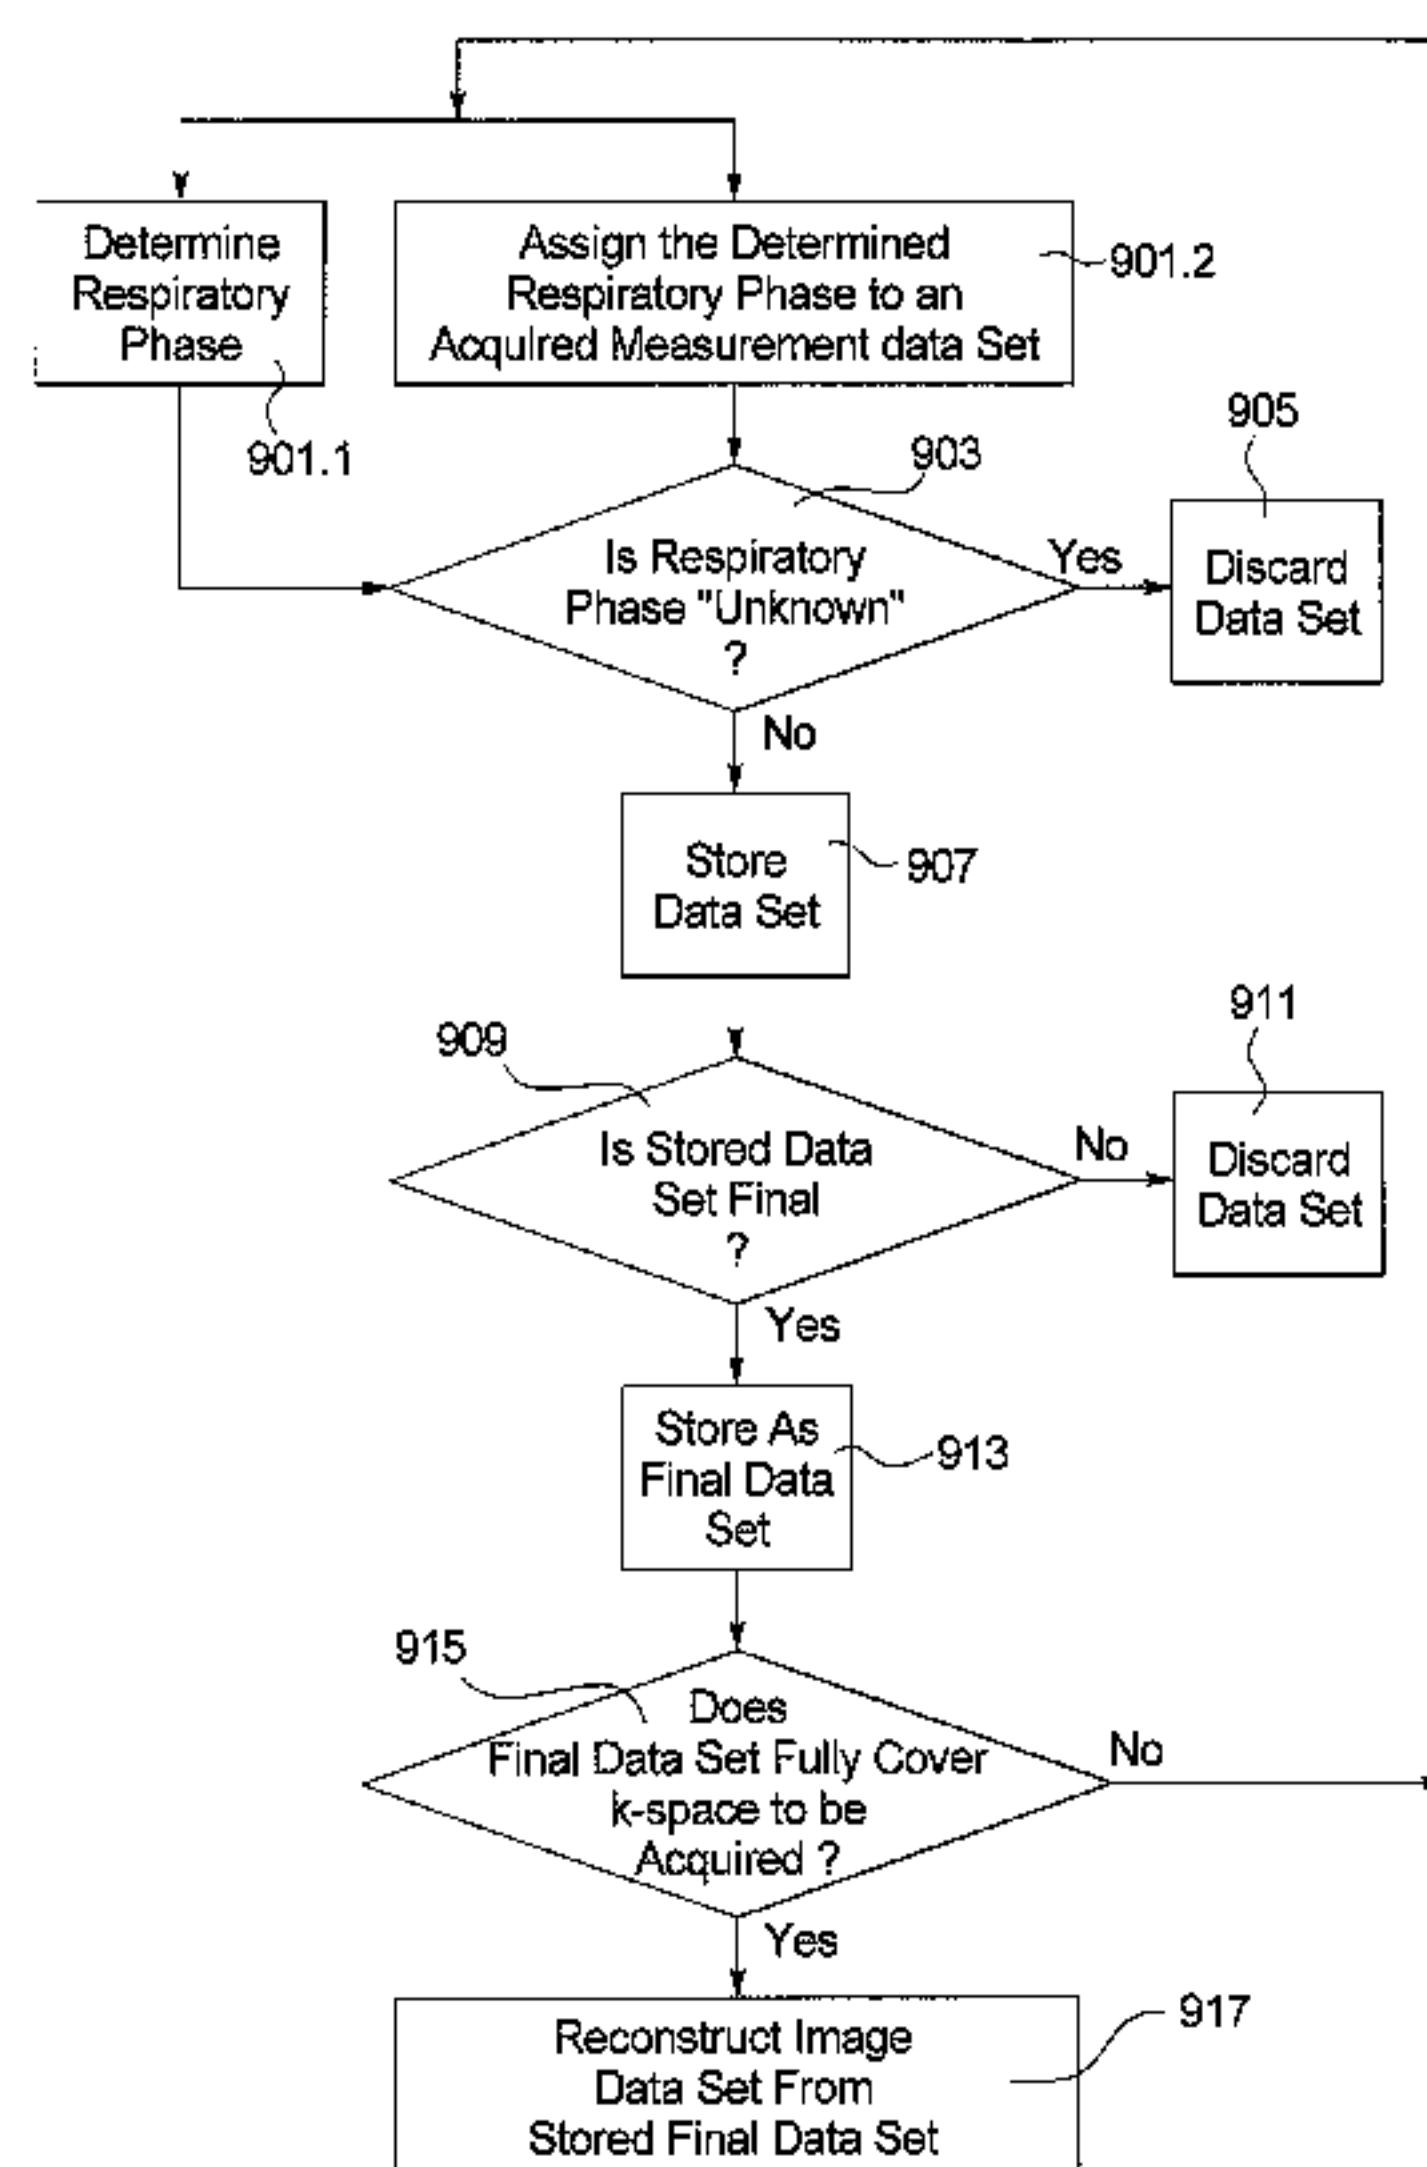 Determine
Respiratory
Phase
901.1
Assign the Determined
Respiratory Phase to an
Acquired Measurement data Set
901.2
903
Is Respiratory
Phase "Unknown"
?
Yes
905
Discard
Data Set
No
Store
Data Set
907
909
Is Stored Data
Set Final
?
No
911
Discard
Data Set
Yes
Store As
Final Data
Set
913
915
Does
Final Data Set Fully Cover
k-space to be
Acquired ?
No
Yes
Reconstruct Image
Data Set From
Stored Final Data Set
917